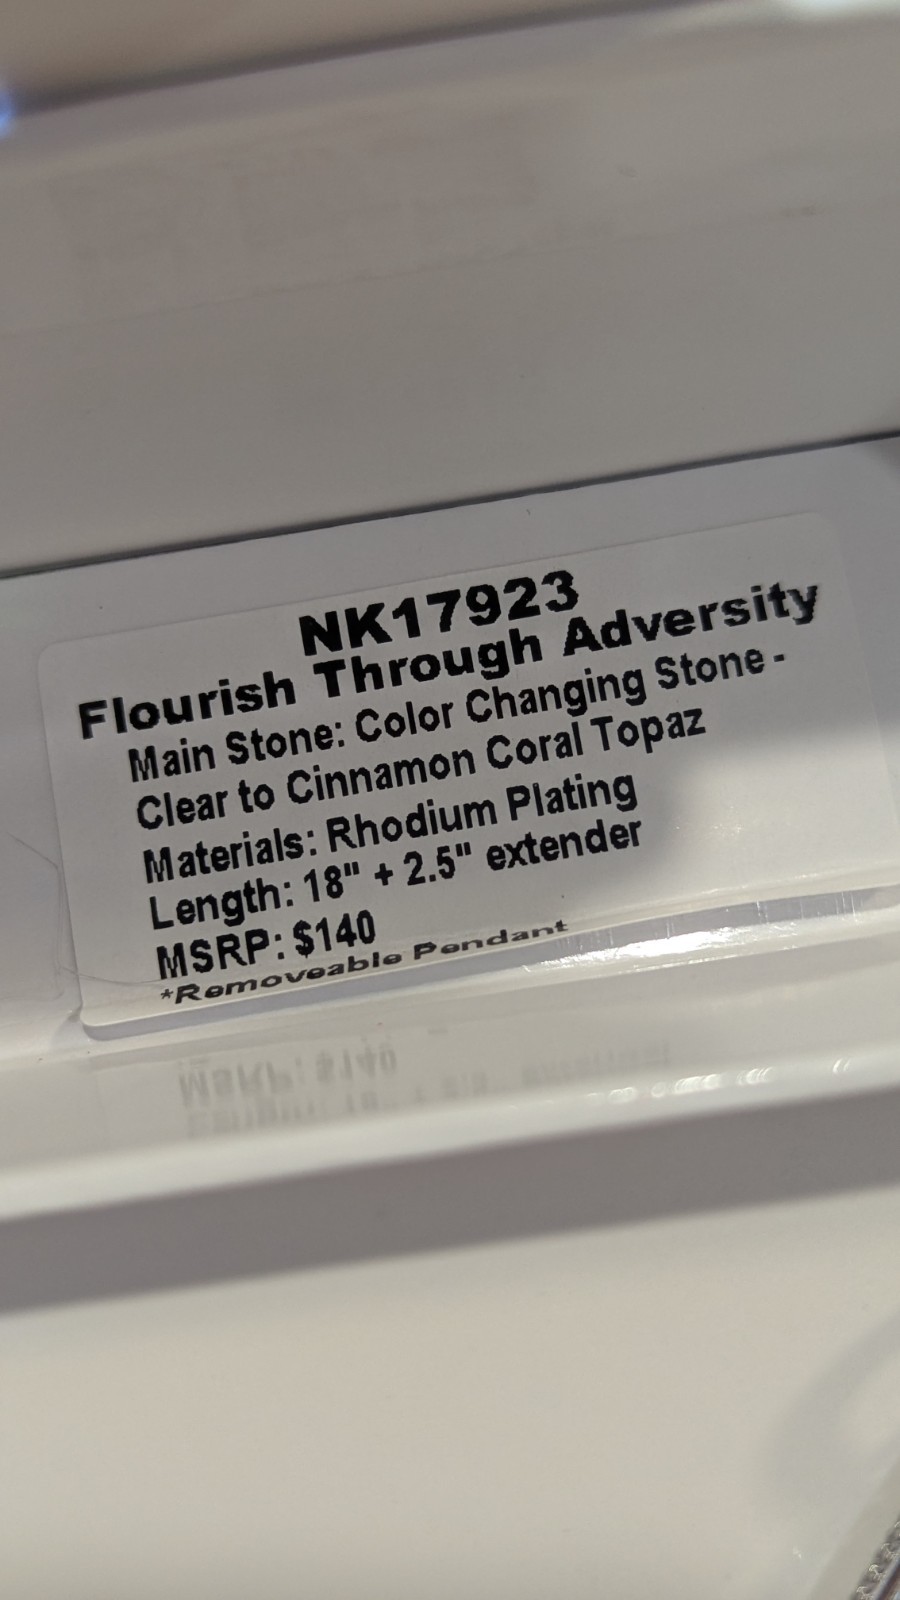 NK17923
Flourish Through Adversity
Main Stone: Color Changing Stone -
Clear to Cinnamon Coral Topaz
Materials: Rhodium Plating
Length: 18" + 2.5" extender
MSRP: $140
*Removeable Pendant